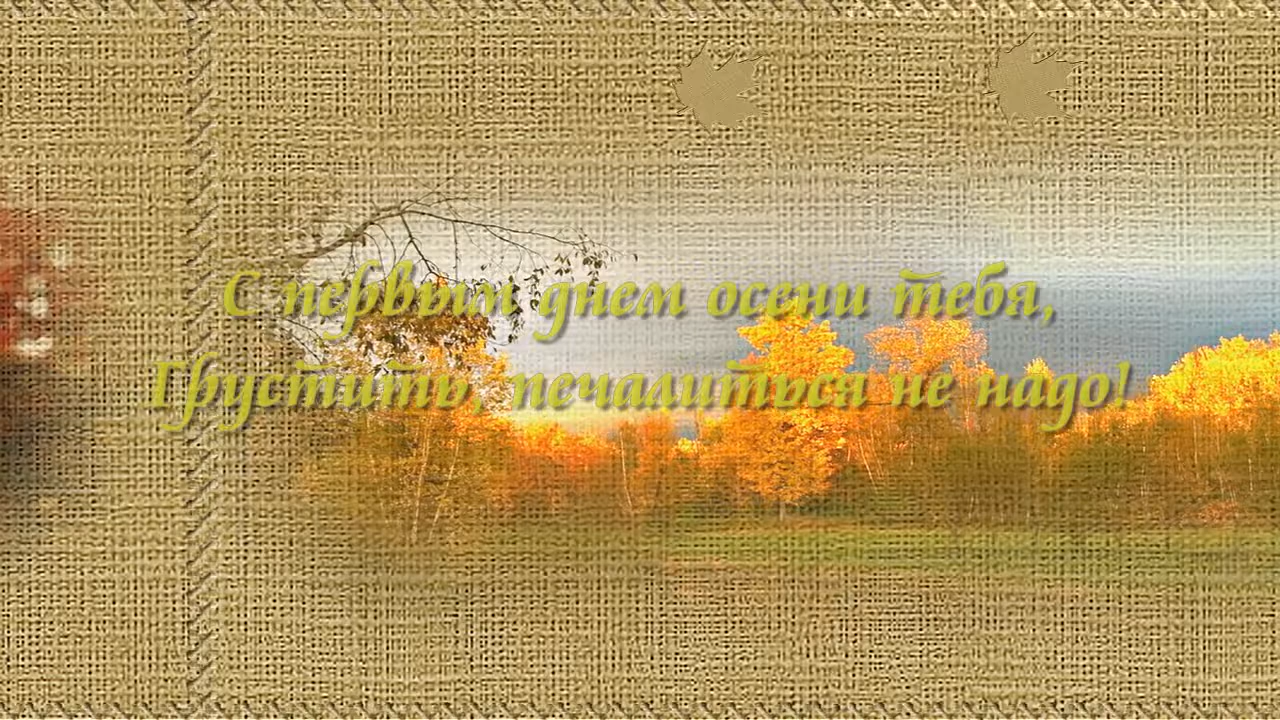 С первым днем осени тебя,
Грустить, печалиться не надо!